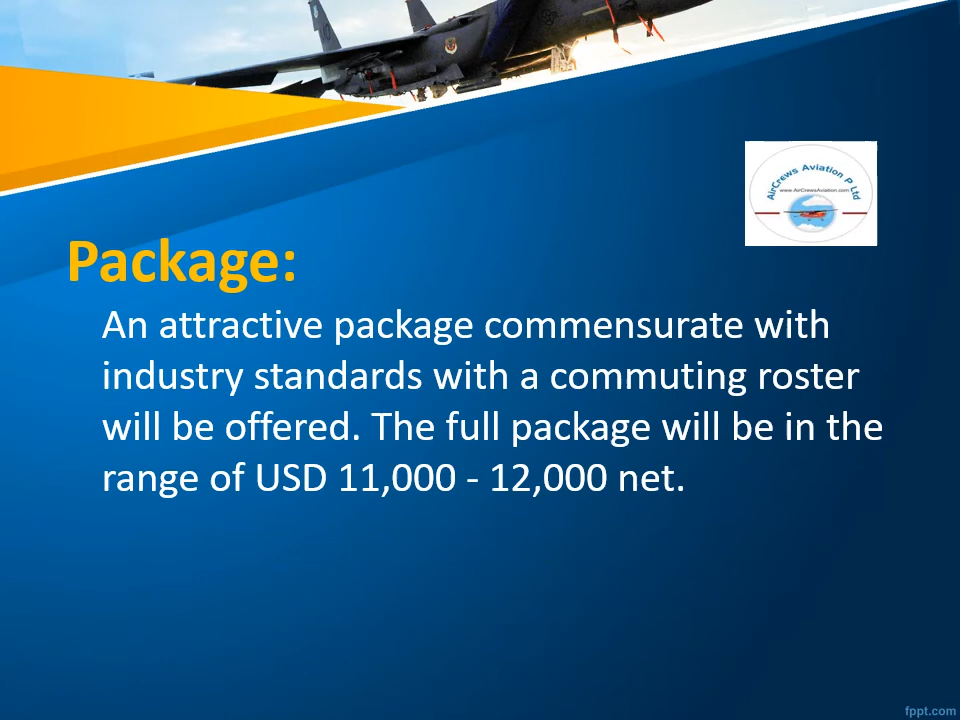 AirCrews Aviation P Ltd
www.AirCrewsAviation.com
Package:
An attractive package commensurate with
industry standards with a commuting roster
will be offered. The full package will be in the
range of USD 11,000 - 12,000 net.
fppt.com